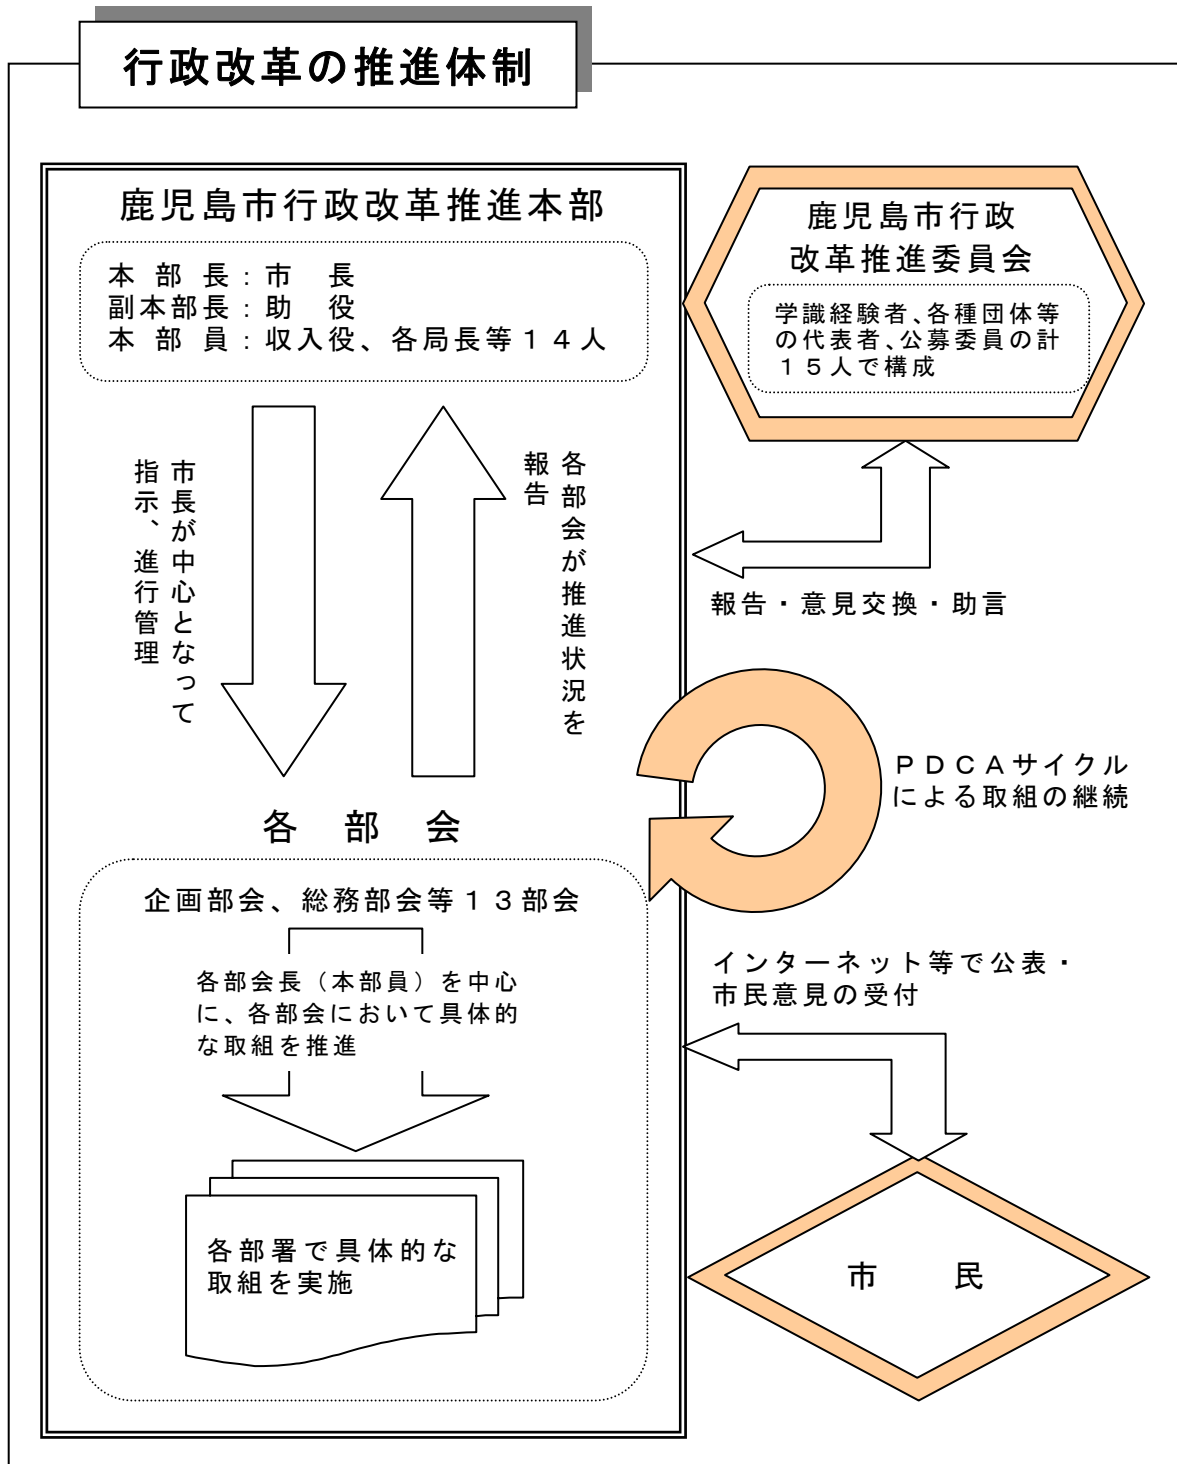 行政改革の推進体制
鹿児島市行政改革推進本部
本部長：市　長
副本部長：助　役
本部員：収入役、各局長等１４人
市長が中心となって
指示、進行管理
各部会が推進状況を
報告
各　部　会
企画部会、総務部会等１３部会
各部会長（本部員）を中心
に、各部会において具体的
な取組を推進
各部署で具体的な
取組を実施
鹿児島市行政
改革推進委員会
学識経験者、各種団体等
の代表者、公募委員の計
１５人で構成
報告・意見交換・助言
ＰＤＣＡサイクル
による取組の継続
インターネット等で公表・
市民意見の受付
市　　民